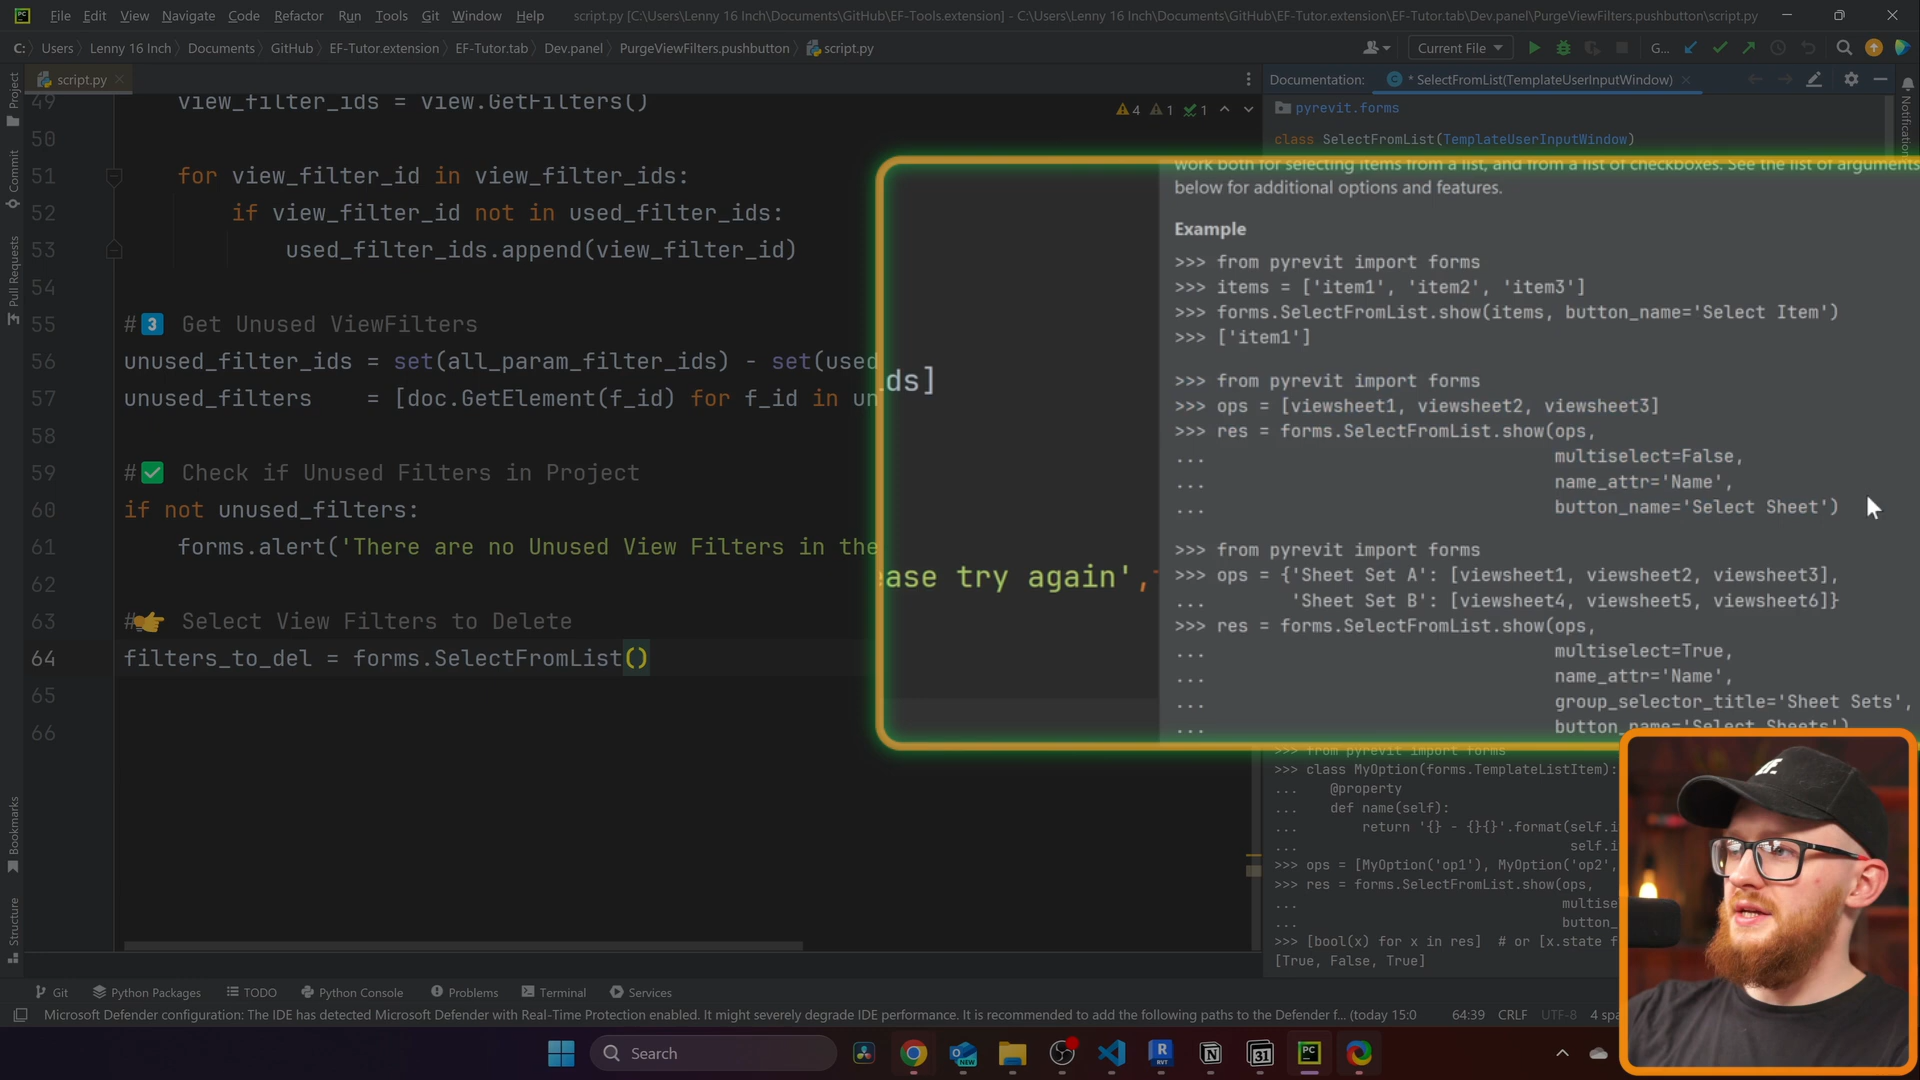 File Edit View Navigate Code Refactor Run Tools Git Window Help script.py [C:\Users\Lenny 16 Inch\Documents\GitHub\EF-Tools.extension] - C:\Users\Lenny 16 Inch\Documents\GitHub\EF-Tutor.extension\EF-Tutor.tab\Dev.panel\PurgeViewFilters.pushbutton\script.py
C: Users Lenny 16 Inch Documents GitHub EF-Tutor.extension EF-Tutor.tab Dev.panel PurgeViewFilters.pushbutton script.py Current File G...
script.py
Documentation: * SelectFromList(TemplateUserInputWindow)
Project
Commit
Pull Requests
Bookmarks
Structure
Notifications
4 1 1
pyrevit.forms
class SelectFromList(TemplateUserInputWindow)
49 view_filter_ids = view.GetFilters()
50
51 for view_filter_id in view_filter_ids:
52 if view_filter_id not in used_filter_ids:
53 used_filter_ids.append(view_filter_id)
54
55 #3️⃣ Get Unused ViewFilters
56 unused_filter_ids = set(all_param_filter_ids) - set(used
57 unused_filters = [doc.GetElement(f_id) for f_id in un
58
59 #✅ Check if Unused Filters in Project
60 if not unused_filters:
61 forms.alert('There are no Unused View Filters in the
62
63 #👉 Select View Filters to Delete
64 filters_to_del = forms.SelectFromList()
65
66
ds]
ase try again',
work both for selecting items from a list, and from a list of checkboxes. See the list of arguments
below for additional options and features.
Example
>>> from pyrevit import forms
>>> items = ['item1', 'item2', 'item3']
>>> forms.SelectFromList.show(items, button_name='Select Item')
>>> ['item1']
>>> from pyrevit import forms
>>> ops = [viewsheet1, viewsheet2, viewsheet3]
>>> res = forms.SelectFromList.show(ops,
... multiselect=False,
... name_attr='Name',
... button_name='Select Sheet')
>>> from pyrevit import forms
>>> ops = {'Sheet Set A': [viewsheet1, viewsheet2, viewsheet3],
... 'Sheet Set B': [viewsheet4, viewsheet5, viewsheet6]}
>>> res = forms.SelectFromList.show(ops,
... multiselect=True,
... name_attr='Name',
... group_selector_title='Sheet Sets',
... button_name='Select Sheets')
>>> from pyrevit import forms
>>> class MyOption(forms.TemplateListItem):
... @property
... def name(self):
... return '{} - {}{}'.format(self.i
... self.i
>>> ops = [MyOption('op1'), MyOption('op2',
>>> res = forms.SelectFromList.show(ops,
... multise
... button_
>>> [bool(x) for x in res] # or [x.state f
[True, False, True]
Git Python Packages TODO Python Console Problems Terminal Services
Microsoft Defender configuration: The IDE has detected Microsoft Defender with Real-Time Protection enabled. It might severely degrade IDE performance. It is recommended to add the following paths to the Defender f... (today 15:0 64:39 CRLF UTF-8 4 spa
Search